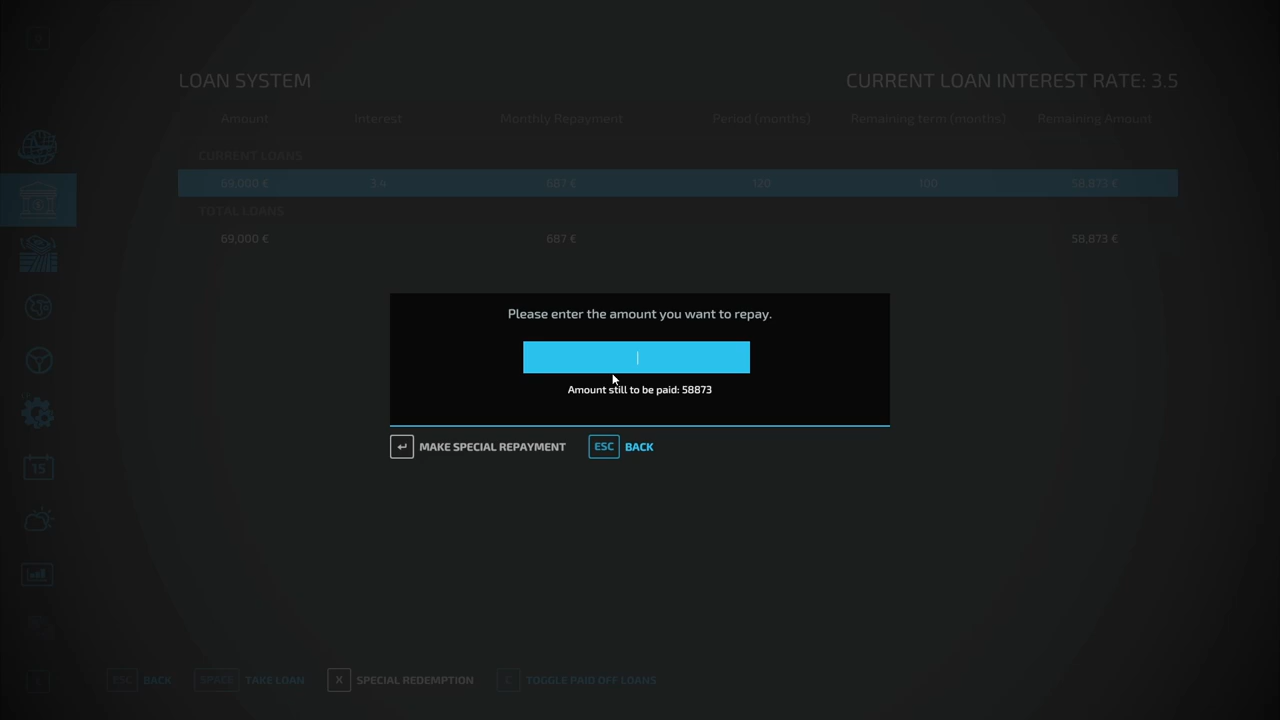 LOAN SYSTEM
CURRENT LOAN INTEREST RATE: 3.5
Amount Interest Monthly Repayment Period (months) Remaining term (months) Remaining Amount
CURRENT LOANS
69,000 € 3.4 687 € 120 100 58,873 €
TOTAL LOANS
69,000 € 687 € 58,873 €
Please enter the amount you want to repay.
Amount still to be paid: 58873
MAKE SPECIAL REPAYMENT ESC BACK
15
ESC BACK SPACE TAKE LOAN X SPECIAL REDEMPTION C TOGGLE PAID OFF LOANS